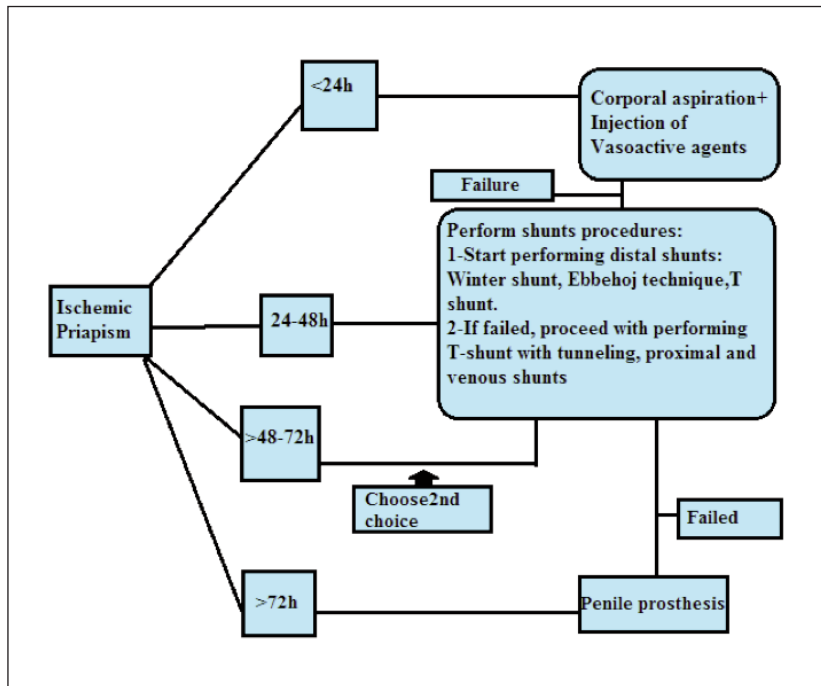 <24h
Corporal aspiration+
Injection of
Vasoactive agents
Failure
Perform shunts procedures:
1-Start performing distal shunts:
Winter shunt, Ebbehoj technique,T
shunt.
2-If failed, proceed with performing
T-shunt with tunneling, proximal and
venous shunts
Ischemic
Priapism
24-48h
>48-72h
Choose2nd
choice
Failed
>72h
Penile prosthesis